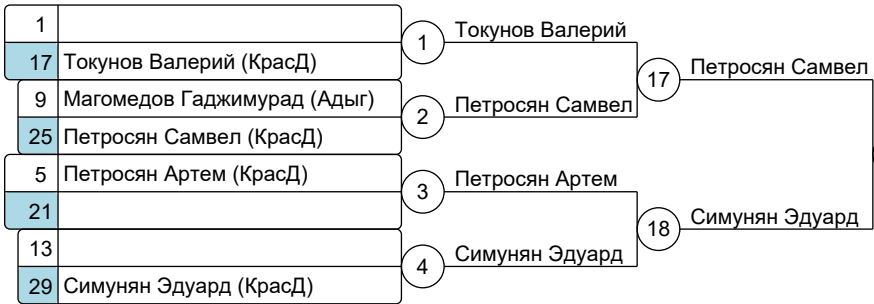 1
17 Токунов Валерий (КрасД)
1 Токунов Валерий
9 Магомедов Гаджимурад (Адыг)
25 Петросян Самвел (КрасД)
2 Петросян Самвел
17 Петросян Самвел
5 Петросян Артем (КрасД)
21
3 Петросян Артем
13
29 Симунян Эдуард (КрасД)
4 Симунян Эдуард
18 Симунян Эдуард